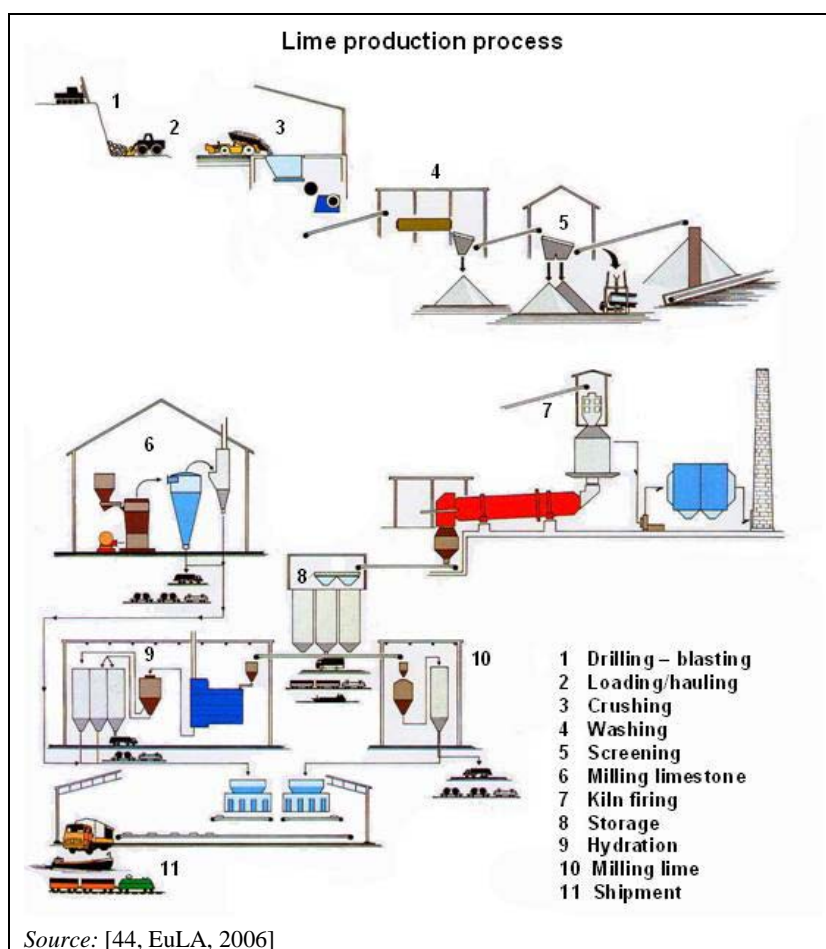 Lime production process
1
2
3
4
5
6
7
8
9
10
11
1 Drilling – blasting
2 Loading/hauling
3 Crushing
4 Washing
5 Screening
6 Milling limestone
7 Kiln firing
8 Storage
9 Hydration
10 Milling lime
11 Shipment
Source: [44, EuLA, 2006]